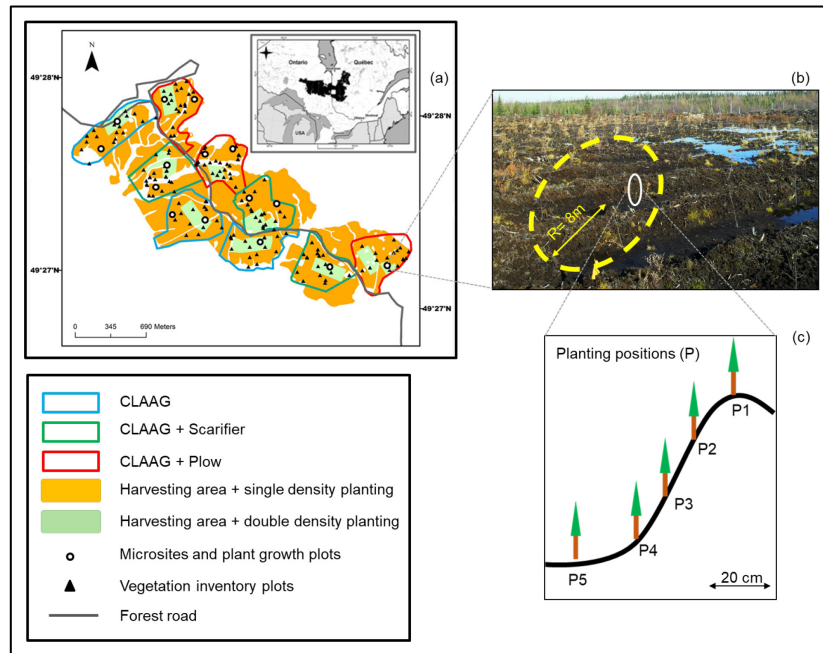 N
49°28'N
49°28'N
49°27'N
49°27'N
0 345 690 Meters
(a)
Ontario
Québec
USA
(b)
R= 8m
(c)
Planting positions (P)
P1
P2
P3
P4
P5
20 cm
CLAAG
CLAAG + Scarifier
CLAAG + Plow
Harvesting area + single density planting
Harvesting area + double density planting
Microsites and plant growth plots
Vegetation inventory plots
Forest road